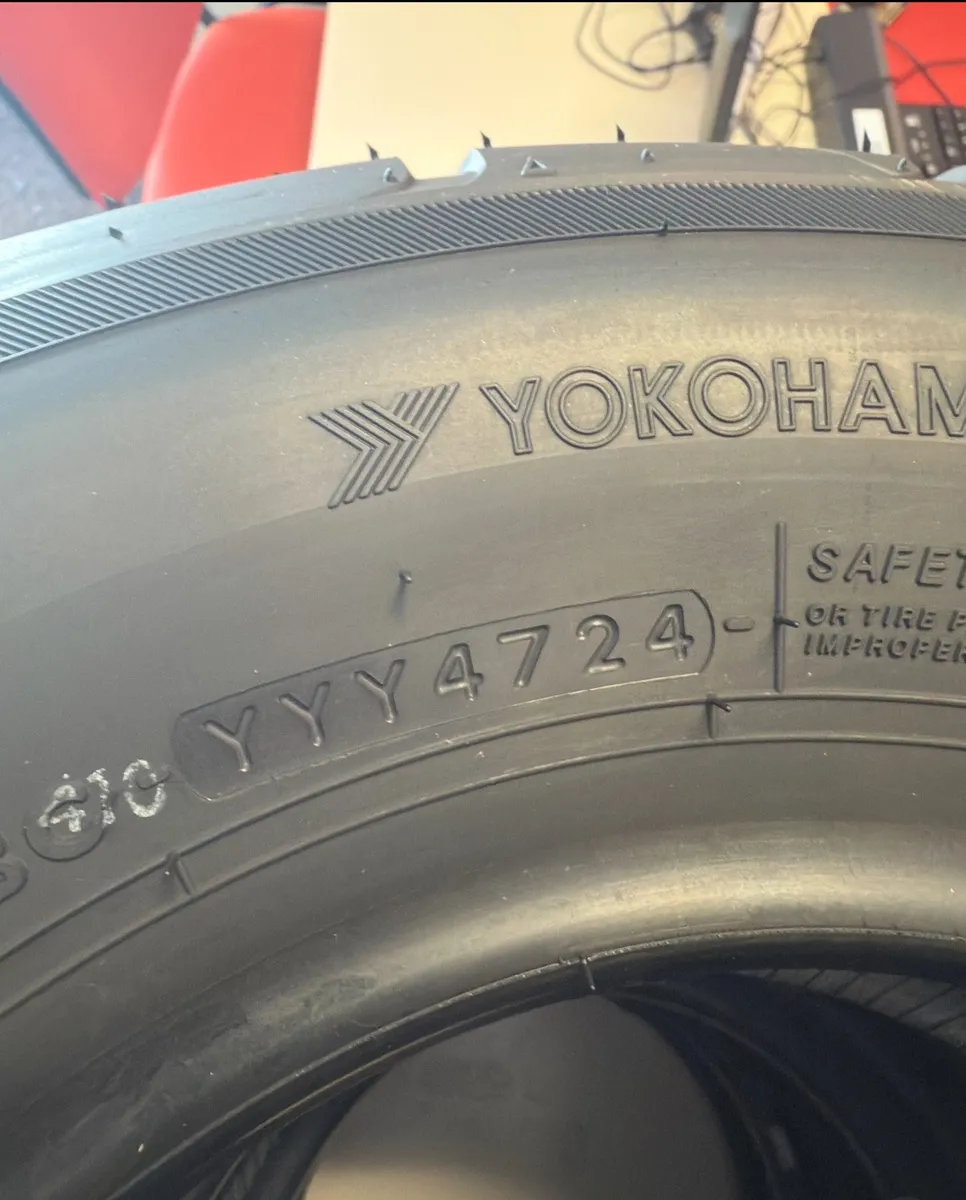 YOKOHAM
SAFET
OR TIRE F
IMPROPER
YYY4724
410